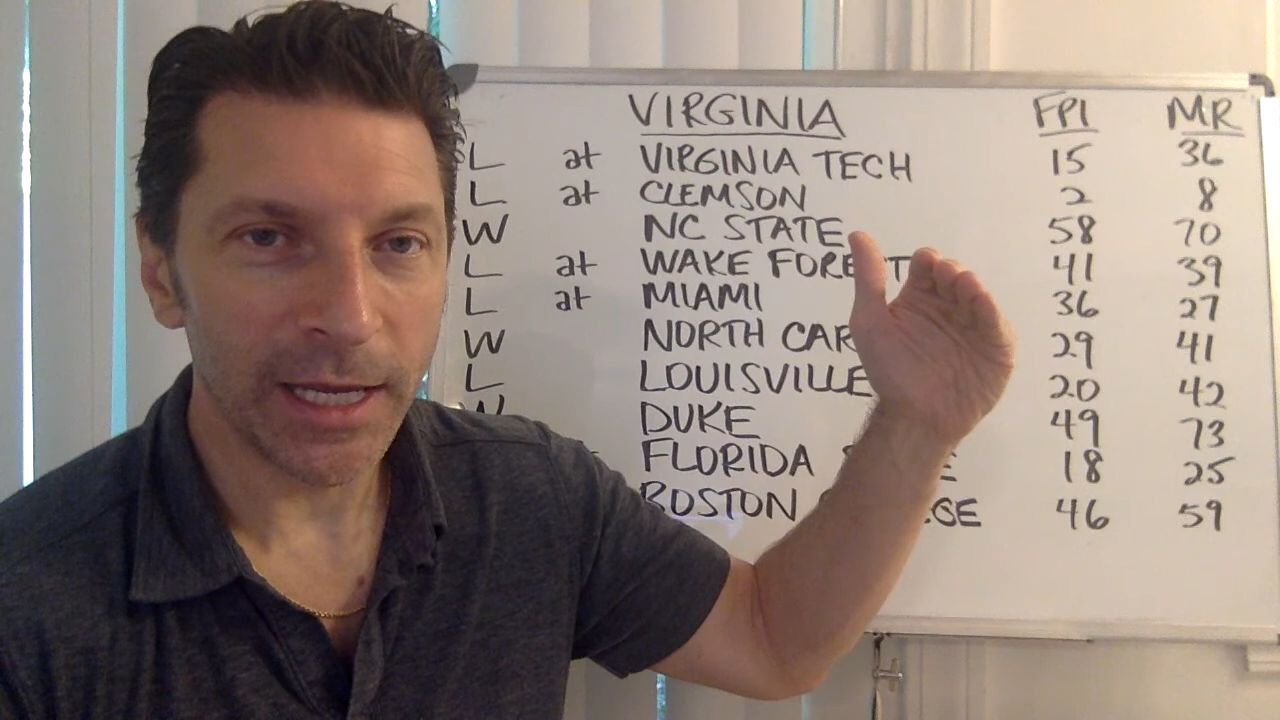 VIRGINIA FPI MR
L at VIRGINIA TECH 15 36
L at CLEMSON 2 8
W NC STATE 58 70
L at WAKE FOREST 41 39
L at MIAMI 36 27
W NORTH CAR 29 41
L LOUISVILLE 20 42
W DUKE 49 73
FLORIDA 18 25
BOSTON 46 59